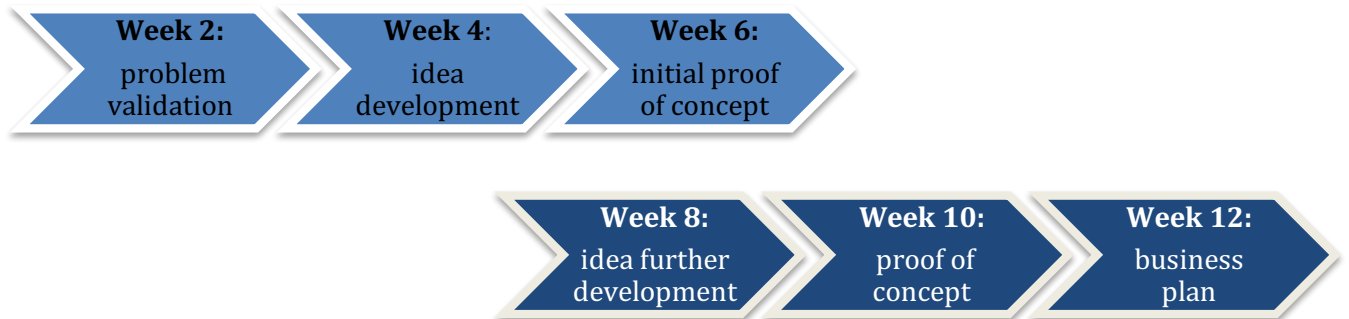 Week 2:
problem
validation
Week 4:
idea
development
Week 6:
initial proof
of concept
Week 8:
idea further
development
Week 10:
proof of
concept
Week 12:
business
plan